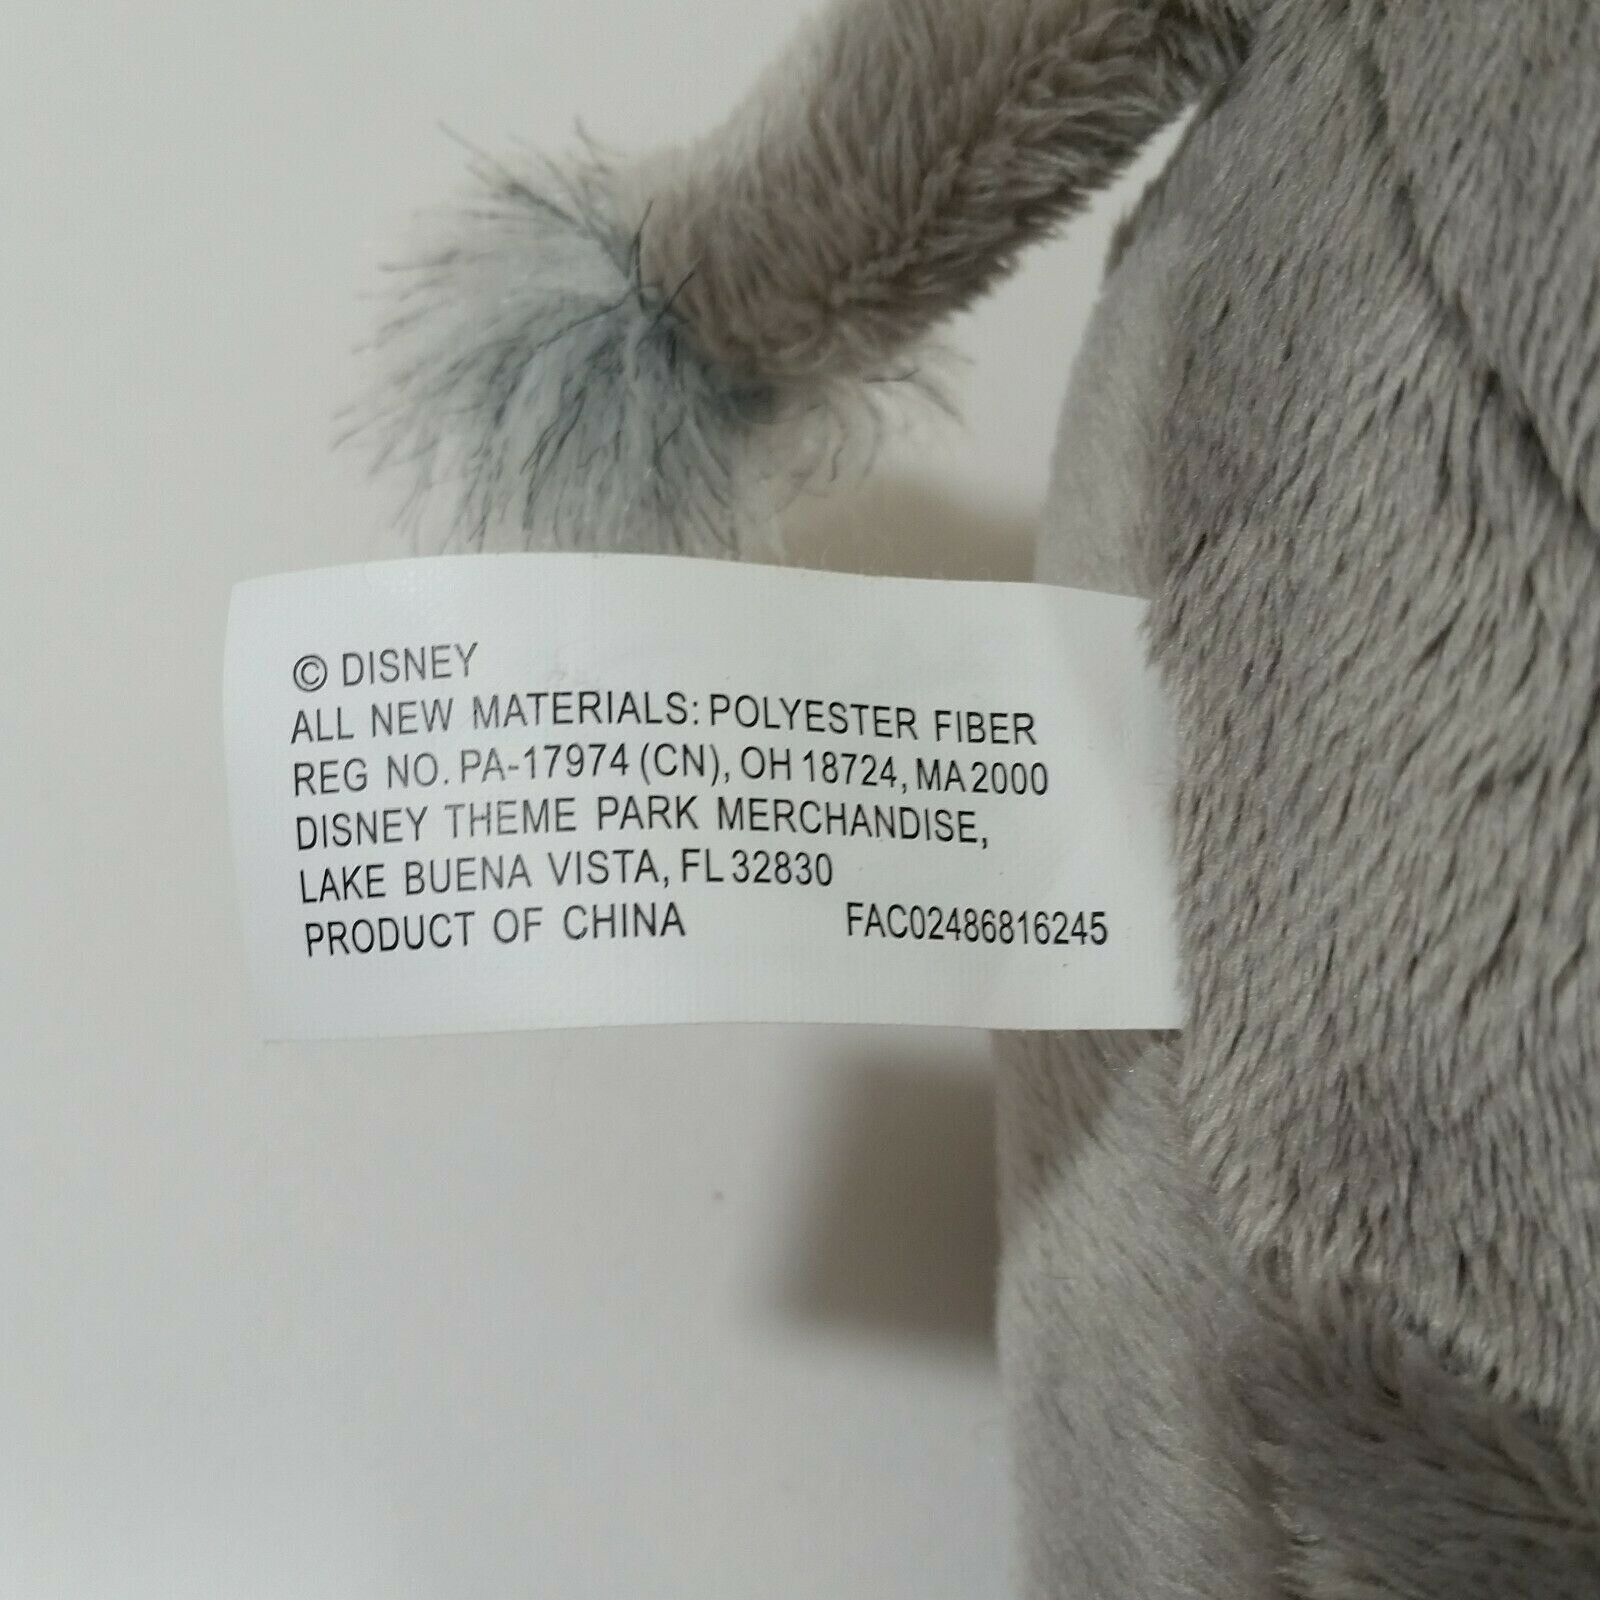 © DISNEY
ALL NEW MATERIALS: POLYESTER FIBER
REG NO. PA-17974 (CN), OH 18724, MA 2000
DISNEY THEME PARK MERCHANDISE,
LAKE BUENA VISTA, FL 32830
PRODUCT OF CHINA FAC02486816245